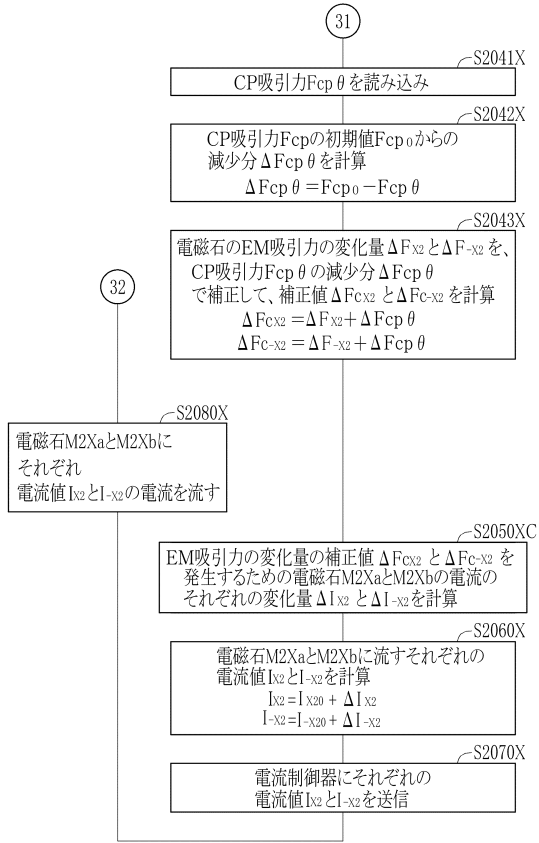 31
S2041X
CP吸引力Fcpθを読み込み
S2042X
CP吸引力Fcpの初期値Fcp0からの
減少分ΔFcpθを計算
ΔFcpθ=Fcp0−Fcpθ
S2043X
電磁石のEM吸引力の変化量ΔFX2とΔF-X2を、
CP吸引力Fcpθの減少分ΔFcpθ
で補正して、補正値ΔFcX2とΔFc-X2を計算
ΔFcX2=ΔFX2+ΔFcpθ
ΔFc-X2=ΔF-X2+ΔFcpθ
32
S2080X
電磁石M2XaとM2Xbに
それぞれ
電流値IX2とI-X2の電流を流す
S2050XC
EM吸引力の変化量の補正値ΔFcX2とΔFc-X2を
発生するための電磁石M2XaとM2Xbの電流の
それぞれの変化量ΔIX2とΔI-X2を計算
S2060X
電磁石M2XaとM2Xbに流すそれぞれの
電流値IX2とI-X2を計算
IX2=IX20+ΔIX2
I-X2=I-X20+ΔI-X2
S2070X
電流制御器にそれぞれの
電流値IX2とI-X2を送信